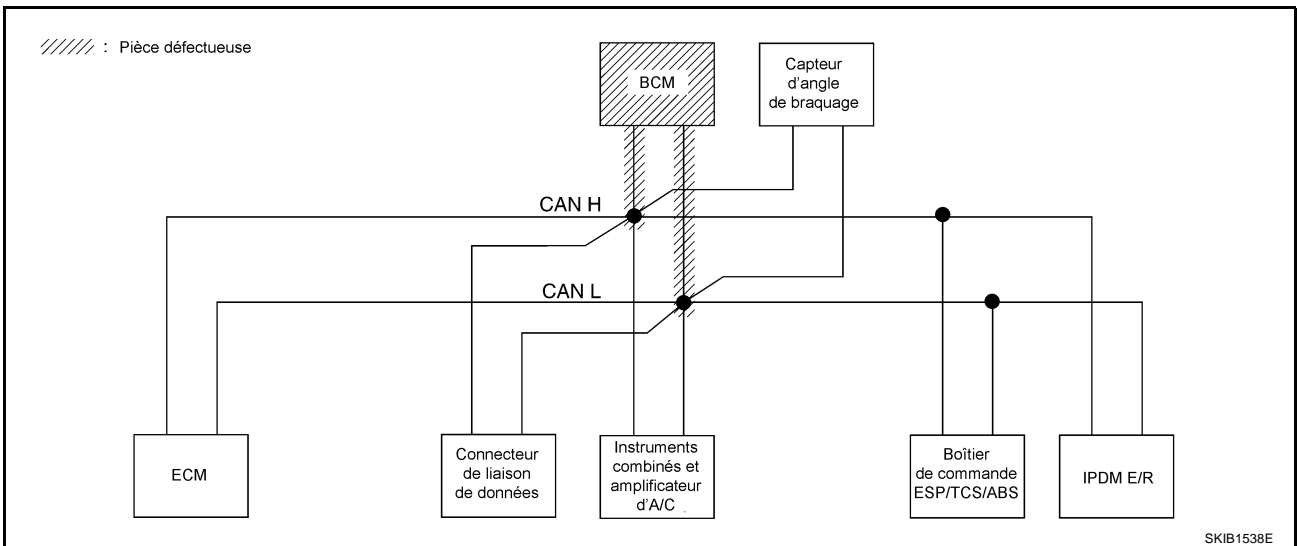 : Pièce défectueuse
BCM
Capteur
d'angle
de braquage
CAN H
CAN L
ECM
Connecteur
de liaison
de données
Instruments
combinés et
amplificateur
d'A/C
Boîtier
de commande
ESP/TCS/ABS
IPDM E/R
SKIB1538E